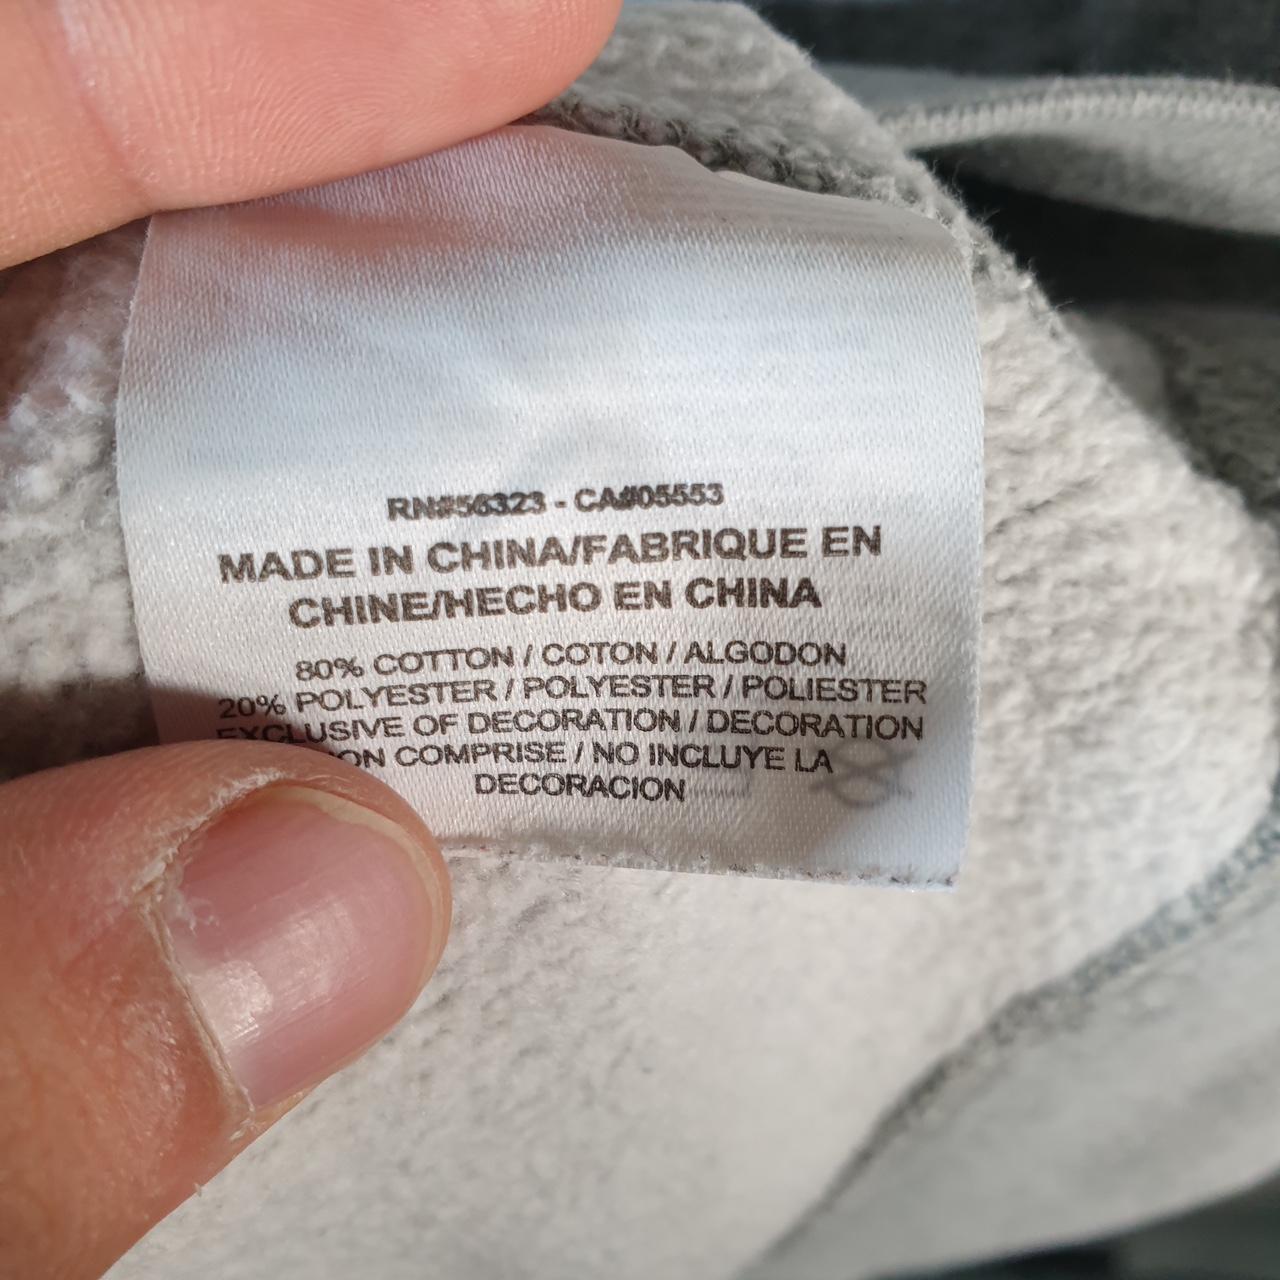 RN#56323 - CA#05553
MADE IN CHINA/FABRIQUE EN
CHINE/HECHO EN CHINA
80% COTTON / COTON / ALGODON
20% POLYESTER / POLYESTER / POLIESTER
EXCLUSIVE OF DECORATION / DECORATION
ON COMPRISE / NO INCLUYE LA
DECORACION